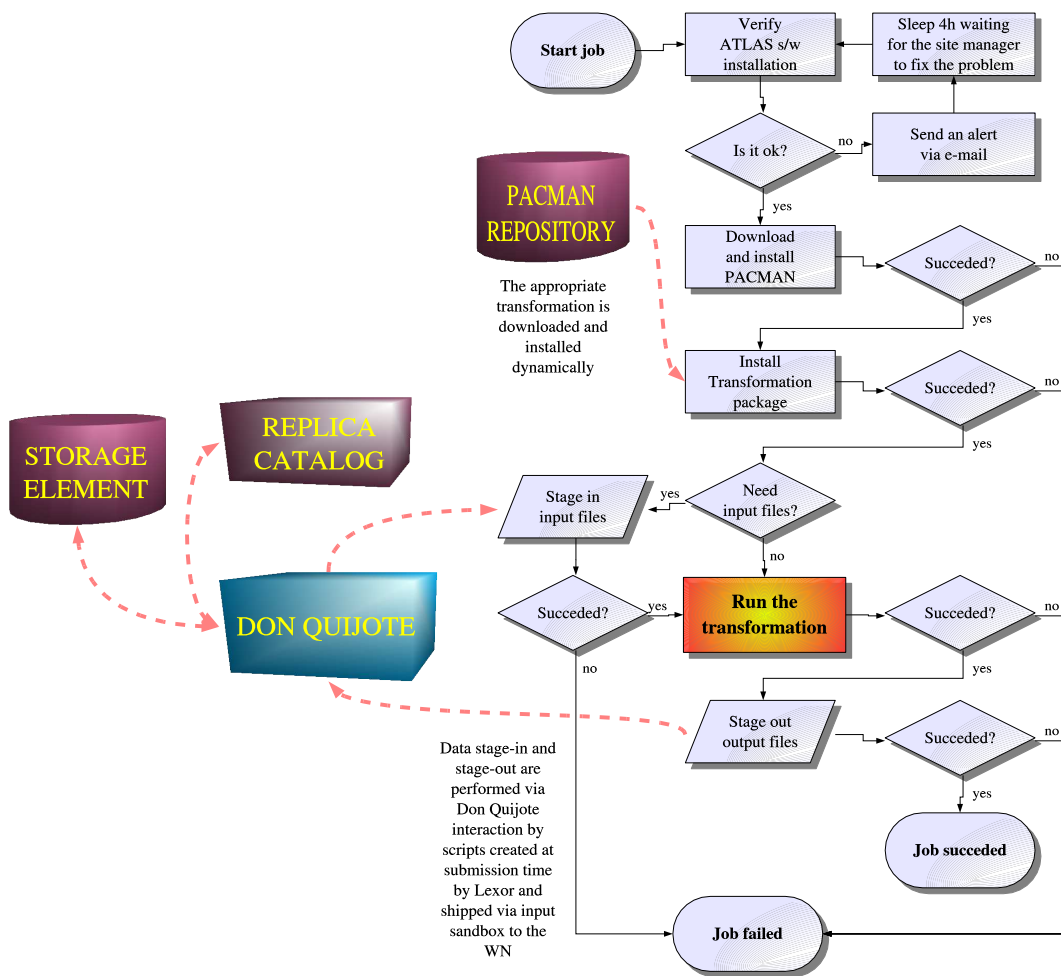 Start job
Verify
ATLAS s/w
installation
Sleep 4h waiting
for the site manager
to fix the problem
Is it ok?
no
Send an alert
via e-mail
yes
PACMAN
REPOSITORY
The appropriate
transformation is
downloaded and
installed
dynamically
Download
and install
PACMAN
Succeded?
no
yes
Install
Transformation
package
Succeded?
no
yes
STORAGE
ELEMENT
REPLICA
CATALOG
Stage in
input files
yes
Need
input files?
no
DON QUIJOTE
Succeded?
yes
no
Run the
transformation
Succeded?
no
yes
Stage out
output files
Succeded?
no
yes
Data stage-in and
stage-out are
performed via
Don Quijote
interaction by
scripts created at
submission time
by Lexor and
shipped via input
sandbox to the
WN
Job succeded
Job failed